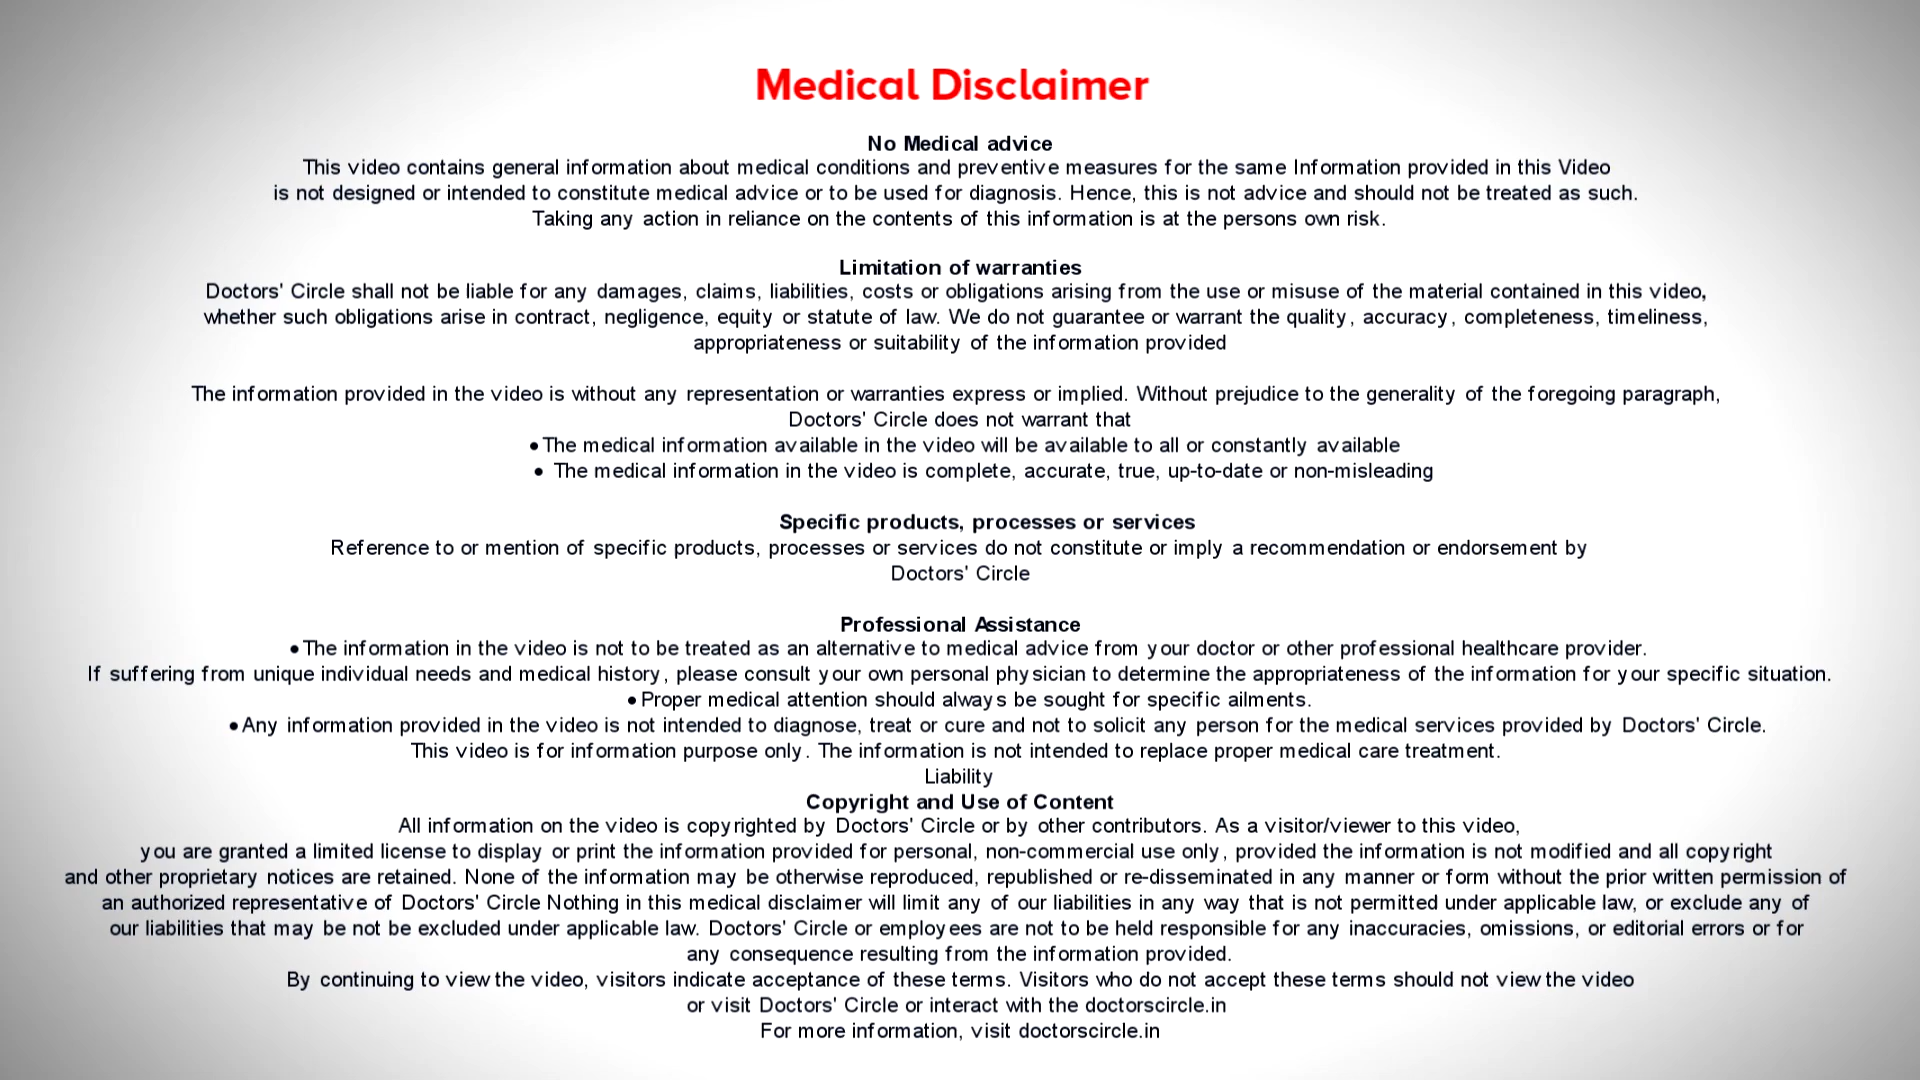 Medical Disclaimer
No Medical advice
This video contains general information about medical conditions and preventive measures for the same Information provided in this Video
is not designed or intended to constitute medical advice or to be used for diagnosis. Hence, this is not advice and should not be treated as such.
Taking any action in reliance on the contents of this information is at the persons own risk.
Limitation of warranties
Doctors' Circle shall not be liable for any damages, claims, liabilities, costs or obligations arising from the use or misuse of the material contained in this video,
whether such obligations arise in contract, negligence, equity or statute of law. We do not guarantee or warrant the quality, accuracy, completeness, timeliness,
appropriateness or suitability of the information provided
The information provided in the video is without any representation or warranties express or implied. Without prejudice to the generality of the foregoing paragraph,
Doctors' Circle does not warrant that
•The medical information available in the video will be available to all or constantly available
• The medical information in the video is complete, accurate, true, up-to-date or non-misleading
Specific products, processes or services
Reference to or mention of specific products, processes or services do not constitute or imply a recommendation or endorsement by
Doctors' Circle
Professional Assistance
•The information in the video is not to be treated as an alternative to medical advice from your doctor or other professional healthcare provider.
If suffering from unique individual needs and medical history, please consult your own personal physician to determine the appropriateness of the information for your specific situation.
•Proper medical attention should always be sought for specific ailments.
•Any information provided in the video is not intended to diagnose, treat or cure and not to solicit any person for the medical services provided by Doctors' Circle.
This video is for information purpose only. The information is not intended to replace proper medical care treatment.
Liability
Copyright and Use of Content
All information on the video is copyrighted by Doctors' Circle or by other contributors. As a visitor/viewer to this video,
you are granted a limited license to display or print the information provided for personal, non-commercial use only, provided the information is not modified and all copyright
and other proprietary notices are retained. None of the information may be otherwise reproduced, republished or re-disseminated in any manner or form without the prior written permission of
an authorized representative of Doctors' Circle Nothing in this medical disclaimer will limit any of our liabilities in any way that is not permitted under applicable law, or exclude any of
our liabilities that may be not be excluded under applicable law. Doctors' Circle or employees are not to be held responsible for any inaccuracies, omissions, or editorial errors or for
any consequence resulting from the information provided.
By continuing to view the video, visitors indicate acceptance of these terms. Visitors who do not accept these terms should not view the video
or visit Doctors' Circle or interact with the doctorscircle.in
For more information, visit doctorscircle.in